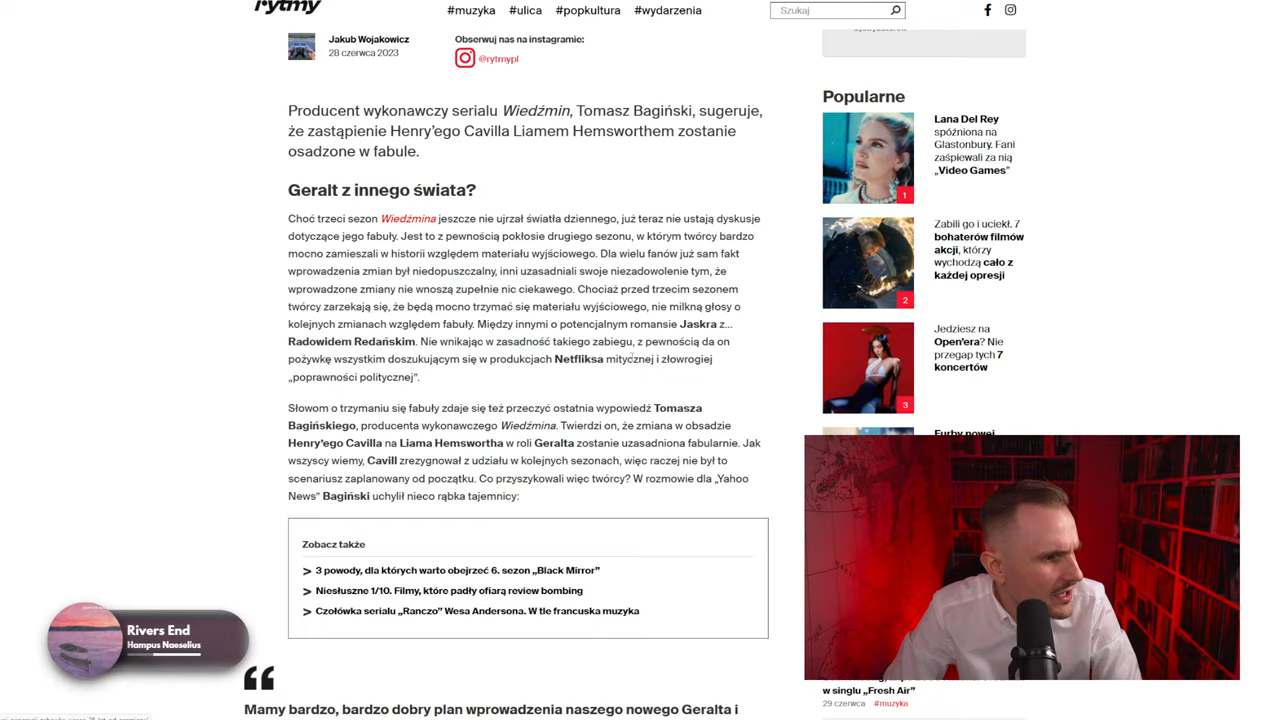 rytmy
#muzyka #ulica #popkultura #wydarzenia
Szukaj
Jakub Wojakowicz
28 czerwca 2023
Obserwuj nas na instagramie:
@rytmypl
Producent wykonawczy serialu Wiedźmin, Tomasz Bagiński, sugeruje,
że zastąpienie Henry’ego Cavilla Liamem Hemsworthem zostanie
osadzone w fabule.
Geralt z innego świata?
Choć trzeci sezon Wiedźmina jeszcze nie ujrzał światła dziennego, już teraz nie ustają dyskusje
dotyczące jego fabuły. Jest to z pewnością pokłosie drugiego sezonu, w którym twórcy bardzo
mocno zamieszali w historii względem materiału wyjściowego. Dla wielu fanów już sam fakt
wprowadzenia zmian był niedopuszczalny, inni uzasadniali swoje niezadowolenie tym, że
wprowadzone zmiany nie wnoszą zupełnie nic ciekawego. Chociaż przed trzecim sezonem
twórcy zarzekają się, że będą mocno trzymać się materiału wyjściowego, nie milkną głosy o
kolejnych zmianach względem fabuły. Między innymi o potencjalnym romansie Jaskra z...
Radowidem Redańskim. Nie wnikając w zasadność takiego zabiegu, z pewnością da on
pożywkę wszystkim doszukującym się w produkcjach Netfliksa mitycznej i złowrogiej
„poprawności politycznej”.
Słowom o trzymaniu się fabuły zdaje się też przeczyć ostatnia wypowiedź Tomasza
Bagińskiego, producenta wykonawczego Wiedźmina. Twierdzi on, że zmiana w obsadzie
Henry'ego Cavilla na Liama Hemswortha w roli Geralta zostanie uzasadniona fabularnie. Jak
wszyscy wiemy, Cavill zrezygnował z udziału w kolejnych sezonach, więc raczej nie był to
scenariusz zaplanowany od początku. Co przyszykowali więc twórcy? W rozmowie dla „Yahoo
News” Bagiński uchylił nieco rąbka tajemnicy:
Zobacz także
> 3 powody, dla których warto obejrzeć 6. sezon „Black Mirror”
> Niesłuszne 1/10. Filmy, które padły ofiarą review bombing
> Czołówka serialu „Ranczo” Wesa Andersona. W tle francuska muzyka
Mamy bardzo, bardzo dobry plan wprowadzenia naszego nowego Geralta i
Popularne
Lana Del Rey
spóźniona na
Glastonbury. Fani
zaśpiewali za nią
„Video Games”
1
Zabili go i uciekł. 7
bohaterów filmów
akcji, którzy
wychodzą cało z
każdej opresji
2
Jedziesz na
Open’era? Nie
przegap tych 7
koncertów
3
Furby nowej
w singlu „Fresh Air”
29 czerwca #muzyka
Rivers End
Hampus Naeselius